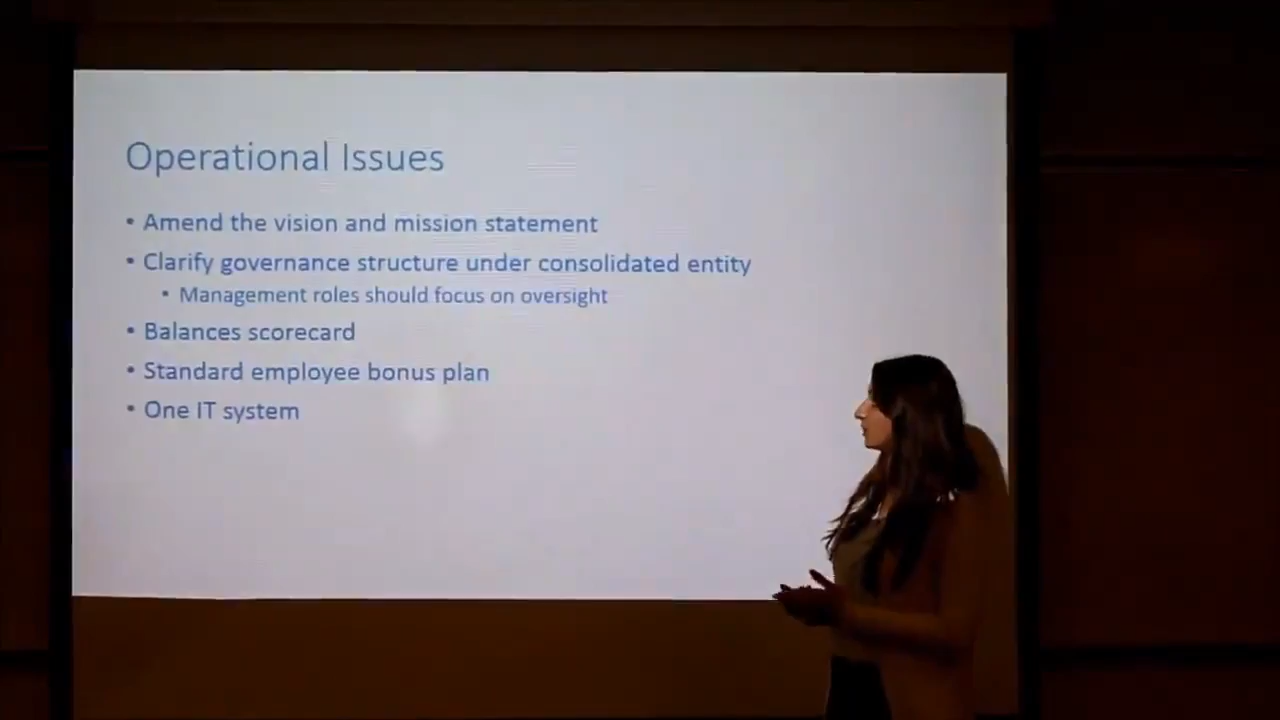 Operational Issues
• Amend the vision and mission statement
• Clarify governance structure under consolidated entity
• Management roles should focus on oversight
• Balances scorecard
• Standard employee bonus plan
• One IT system